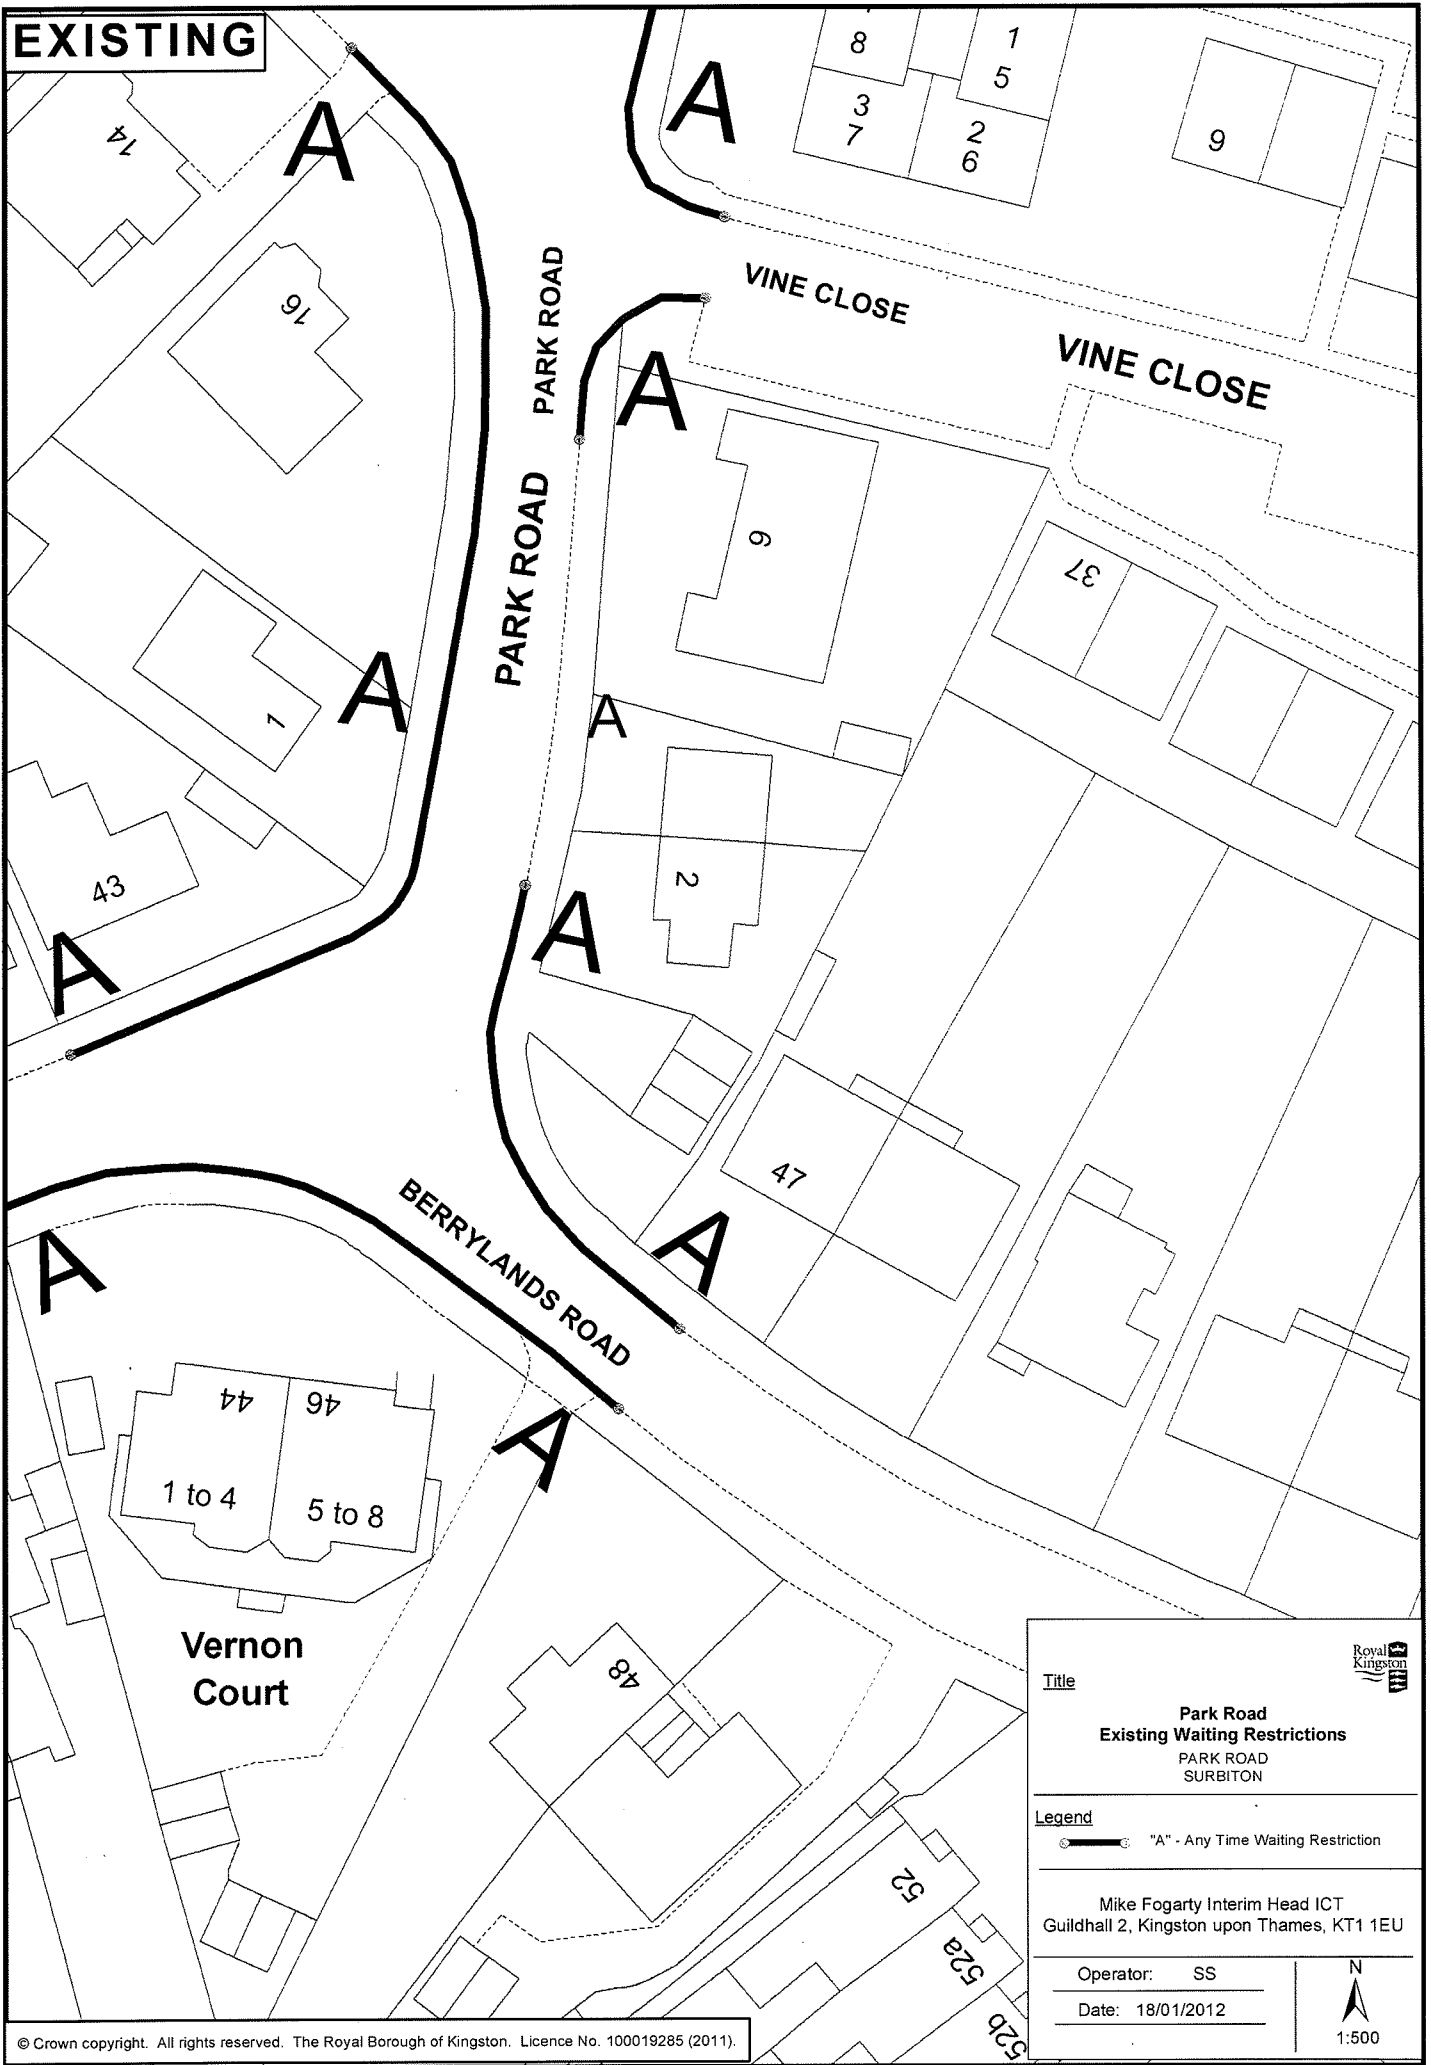 EXISTING
8
1
5
3
7
2
6
9
14
A
A
16
PARK ROAD
VINE CLOSE
VINE CLOSE
A
PARK ROAD
6
37
A
1
A
2
43
A
A
47
BERRYLANDS ROAD
A
A
44
46
1 to 4
5 to 8
A
Vernon
Court
48
52
52a
52b
Title
Royal
Kingston
Park Road
Existing Waiting Restrictions
PARK ROAD
SURBITON
Legend
"A" - Any Time Waiting Restriction
Mike Fogarty Interim Head ICT
Guildhall 2, Kingston upon Thames, KT1 1EU
Operator: SS
Date: 18/01/2012
N
1:500
© Crown copyright. All rights reserved. The Royal Borough of Kingston. Licence No. 100019285 (2011).